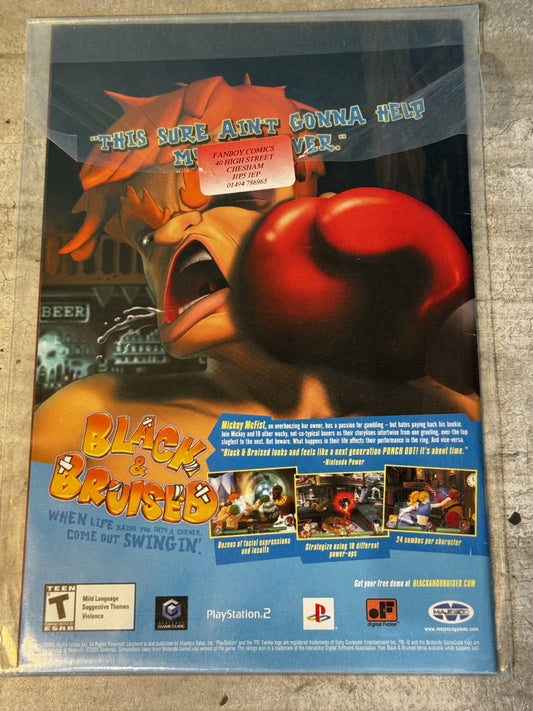 "THIS SURE AIN'T GONNA HELP
MY VER."
FANBOY COMICS
40 HIGH STREET
CHESHAM
HP5 1EP
01494 786965
BEER
BLACK
&
BRUISED
WHEN LIFE BACKS YOU INTO A CORNER,
COME OUT SWINGIN'.
Mickey McFist, an overboozing bar owner, has a passion for gambling – but hates paying back his bookie.
Join Mickey and 18 other wacky, not-so-typical boxers as their storylines intertwine from one grueling, over-the-top
slugfest to the next. But beware. What happens in their life affects their performance in the ring. And vice-versa.
"Black & Bruised looks and feels like a next generation PUNCH OUT! It's about time."
-Nintendo Power
Dozens of facial expressions
and insults
Strategize using 18 different
power-ups
24 combos per character
Get your free demo at BLACKANDBRUISED.COM
TEEN
T
ESRB
Mild Language
Suggestive Themes
Violence
NINTENDO
GAMECUBE
PlayStation 2
digital Fiction
MAJESCO
www.majescogames.com